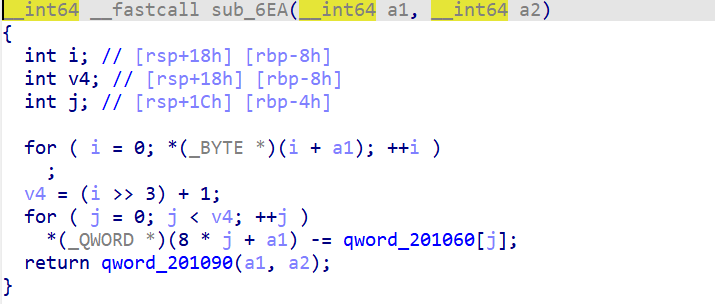 __int64 __fastcall sub_6EA(__int64 a1, __int64 a2)
{
  int i; // [rsp+18h] [rbp-8h]
  int v4; // [rsp+18h] [rbp-8h]
  int j; // [rsp+1Ch] [rbp-4h]

  for ( i = 0; *(_BYTE *)(i + a1); ++i )
    ;
  v4 = (i >> 3) + 1;
  for ( j = 0; j < v4; ++j )
    *(_QWORD *)(8 * j + a1) -= qword_201060[j];
  return qword_201090(a1, a2);
}